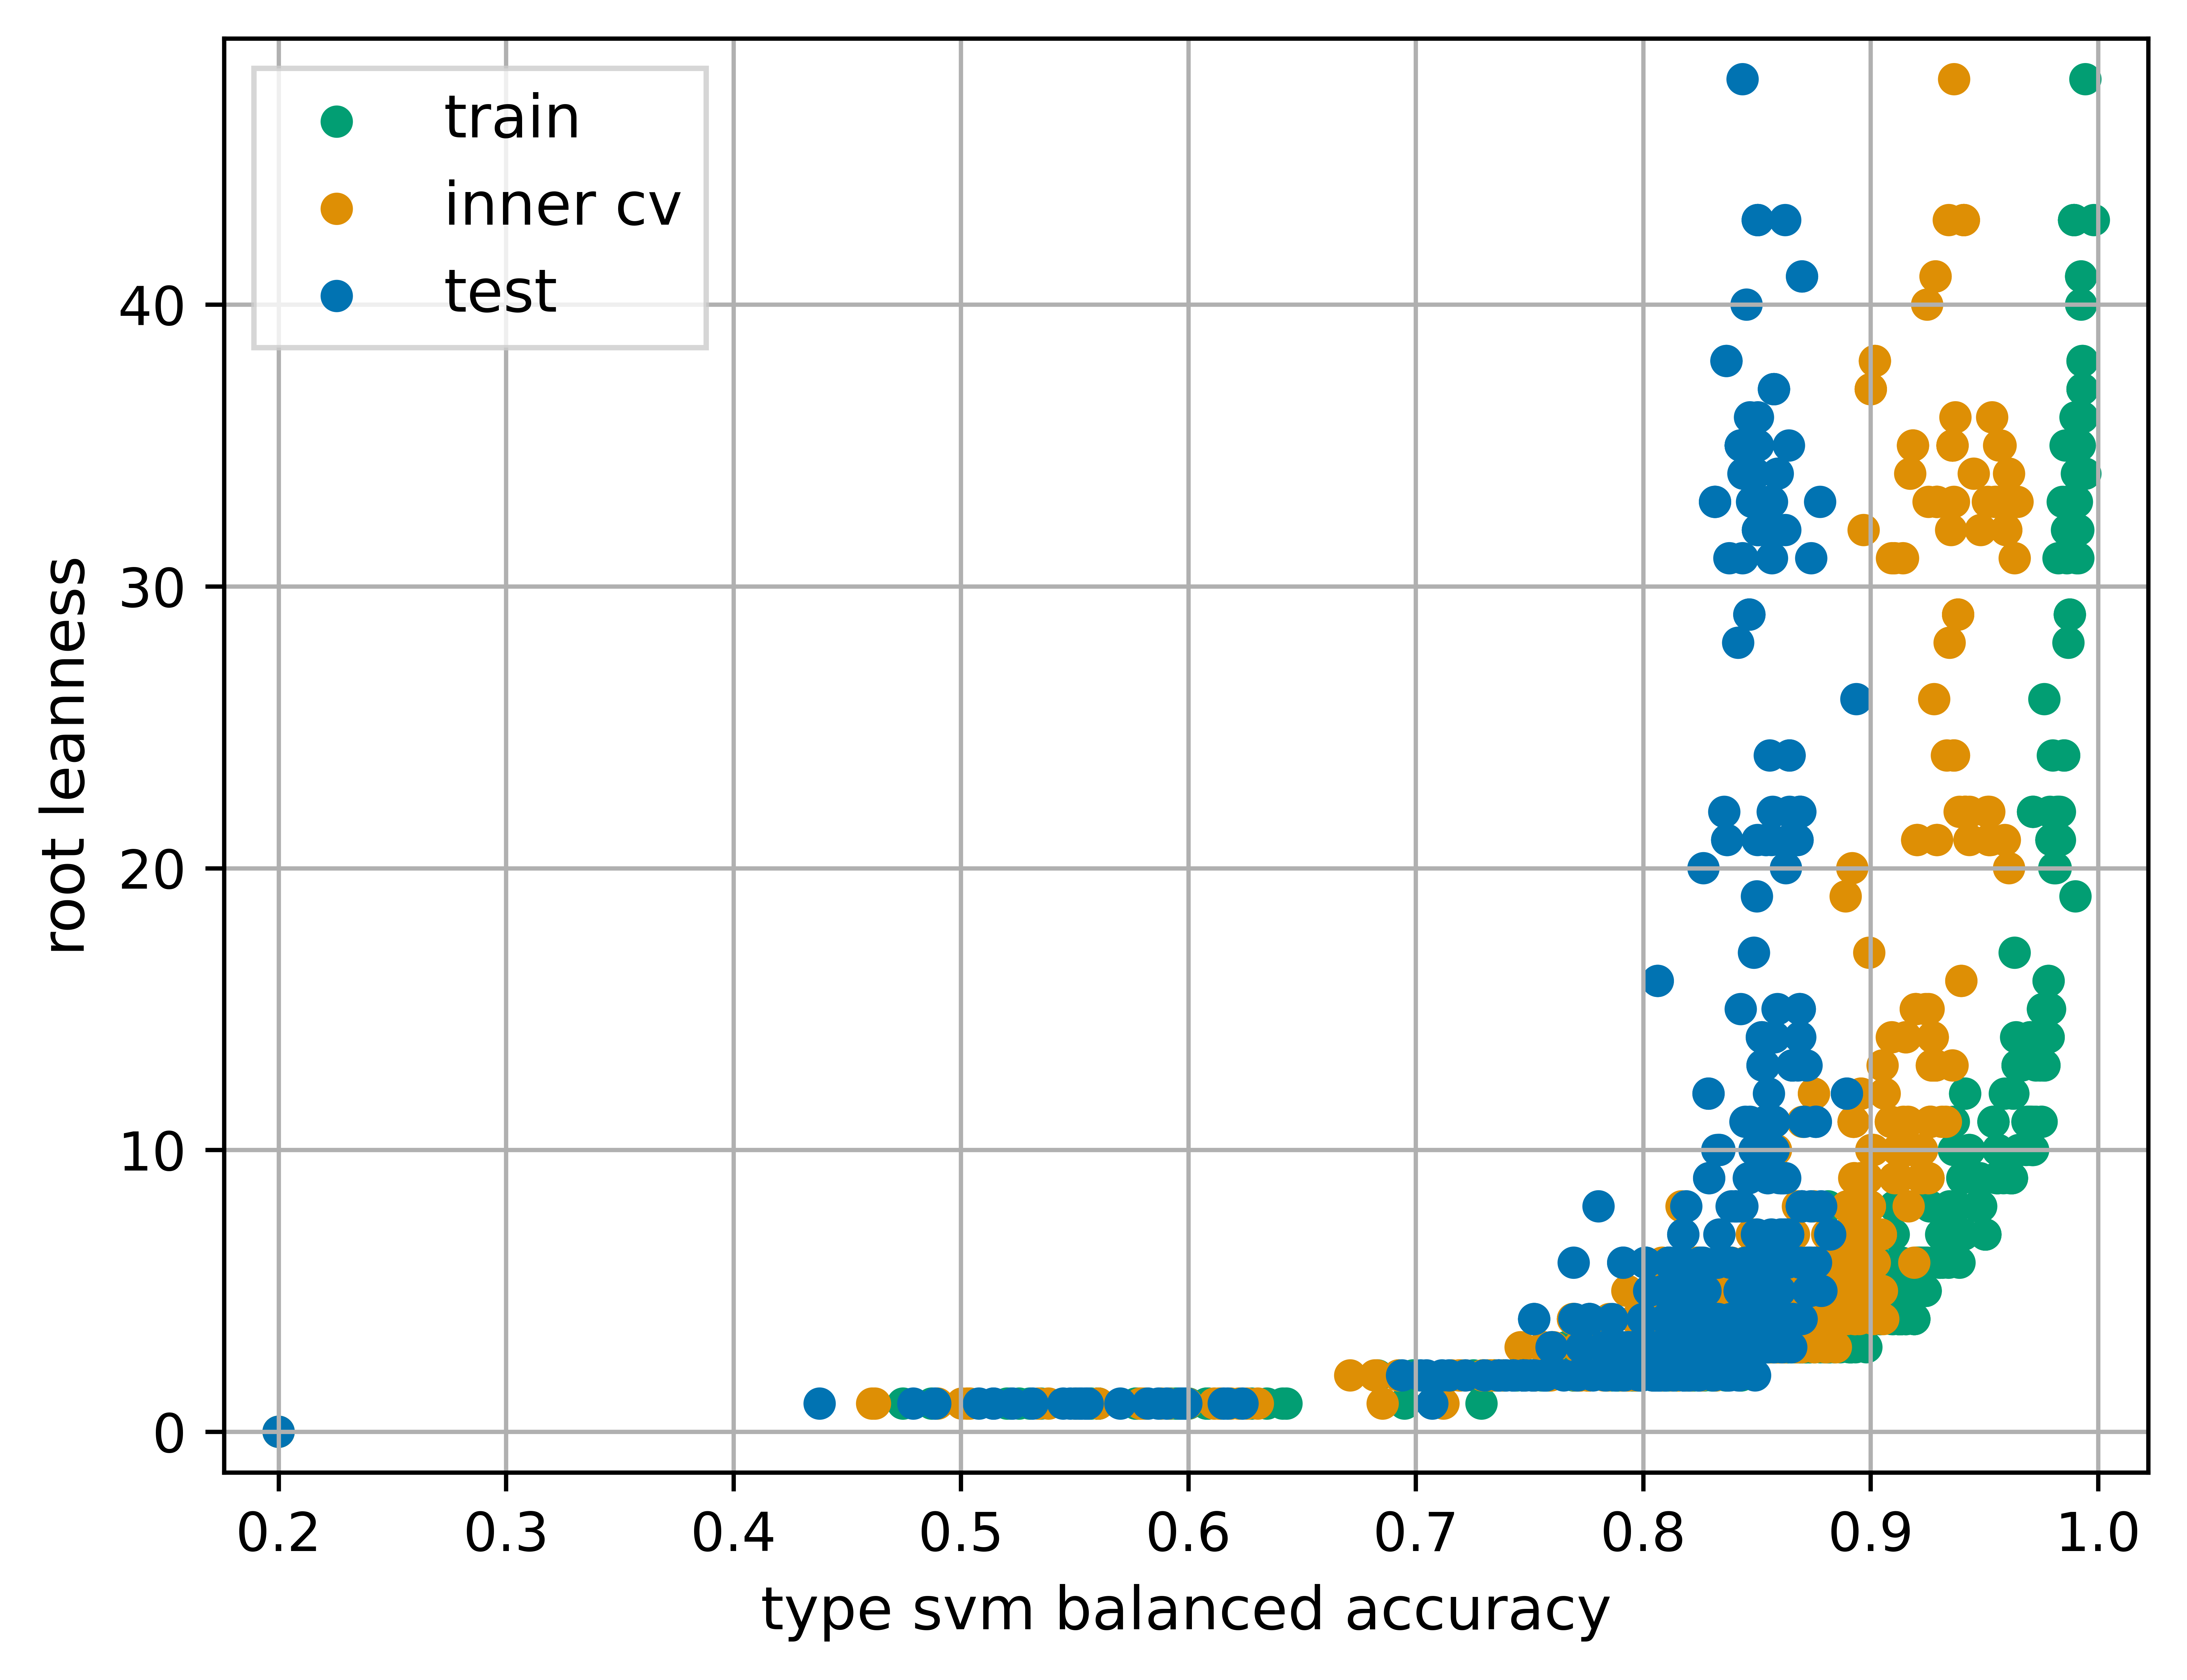 train
inner cv
test
40
30
20
10
0
root leanness
0.2 0.3 0.4 0.5 0.6 0.7 0.8 0.9 1.0
type svm balanced accuracy